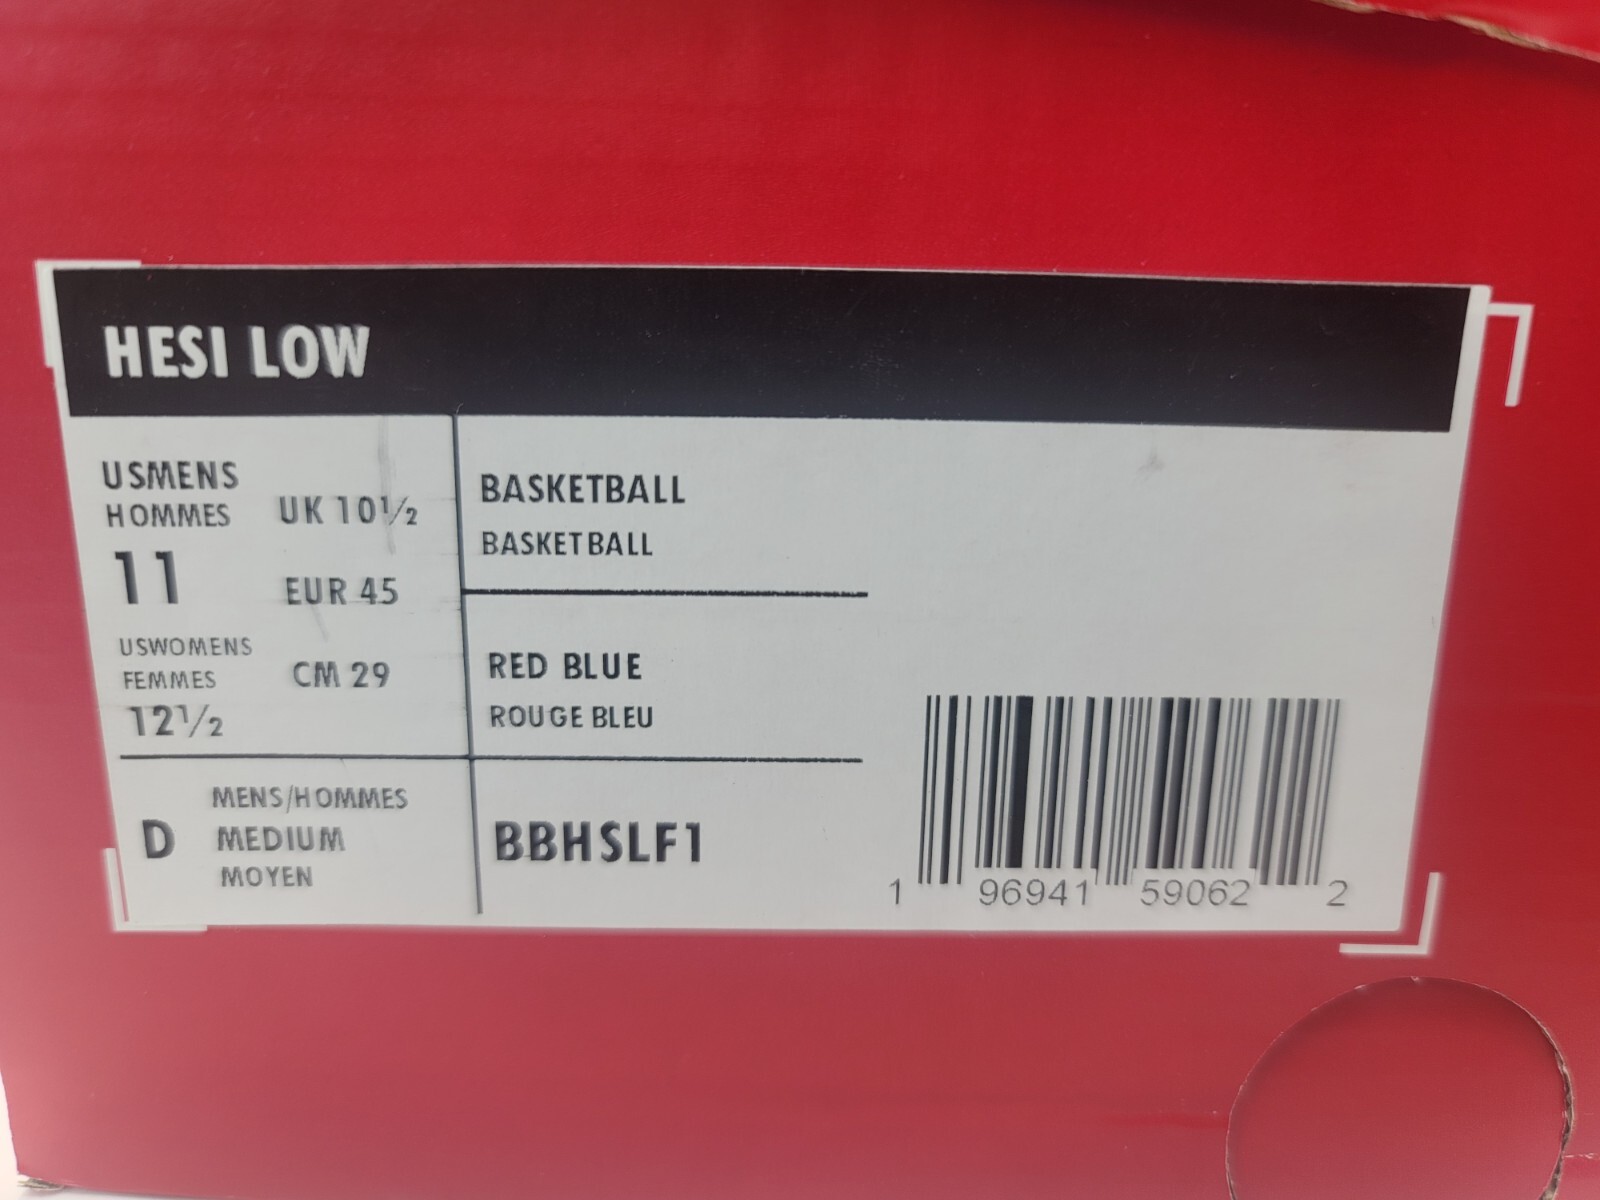 HESI LOW
USMENS
HOMMES
11
UK 10½
EUR 45
USWOMENS
FEMMES
12½
CM 29
BASKETBALL
BASKETBALL
RED BLUE
ROUGE BLEU
D
MENS/HOMMES
MEDIUM
MOYEN
BBHSLF1
1 96941 59062 2